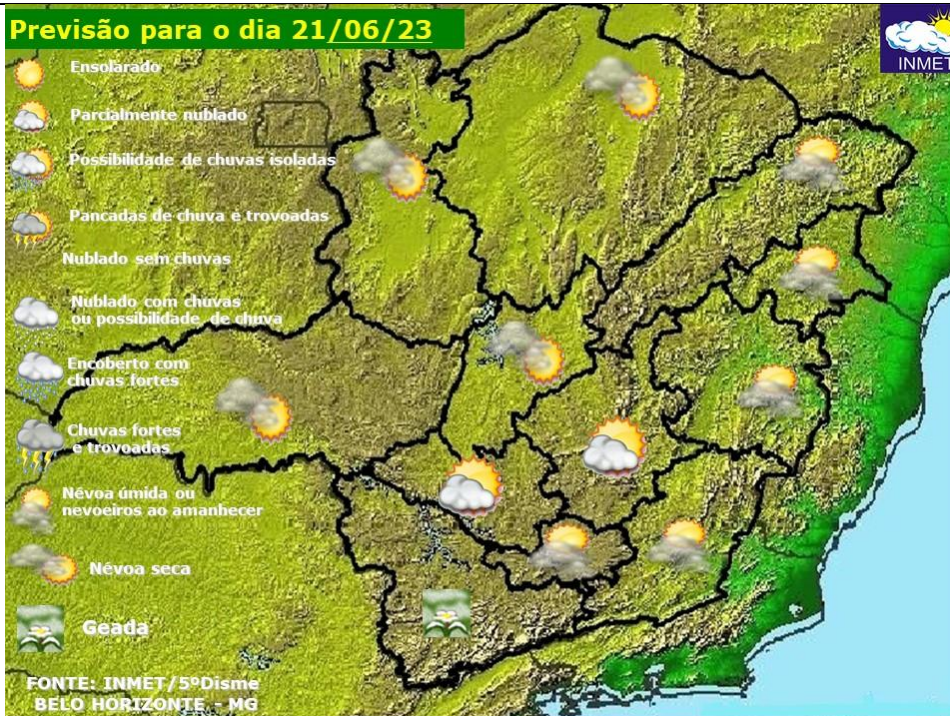 Previsão para o dia 21/06/23
INMET
Ensolarado
Parcialmente nublado
Possibilidade de chuvas isoladas
Pancadas de chuva e trovoadas
Nublado sem chuvas
Nublado com chuvas
ou possibilidade de chuva
Encoberto com
chuvas fortes
Chuvas fortes
e trovoadas
Névoa úmida ou
nevoeiros ao amanhecer
Névoa seca
Geada
FONTE: INMET/5ºDisme
BELO HORIZONTE - MG